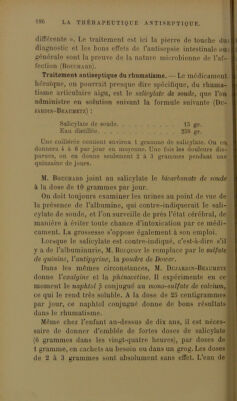 186 LA THÉRAPEUTIQUE ANTISEPTIQUE.
différente ». Le traitement est ici la pierre de touche du
diagnostic et les bons effets de l'antisepsie intestinale ou
générale sont la preuve de la nature microbienne de l'af-
fection (BOUCHARD).
Traitement antiseptique du rhumatisme. — Le médicament
héroïque, on pourrait presque dire spécifique, du rhuma-
tisme articulaire aigu, est le salicylate de soude, que l'on
administre en solution suivant la formule suivante (DU-
JARDIN-BEAUMETZ) :
Salicylate de soude. . . . . . . . . . 15 gr.
Eau distillée. . . . . . . . . . . . 250 gr.
Une cuillerée contient environ 1 gramme de salicylate. On en
donnera 4 à 6 par jour en moyenne. Une fois les douleurs dis-
parues, on en donne seulement 2 à 3 grammes pendant une
quinzaine de jours.
M. BOUCHARD joint au salicylate le bicarbonate de soude
à la dose de 10 grammes par jour.
On doit toujours examiner les urines au point de vue de
la présence de l'albumine, qui contre-indiquerait le sali-
cylate de soude, et l'on surveille de près l'état cérébral, de
manière à éviter toute chance d'intoxication par ce médi-
cament. La grossesse s'oppose également à son emploi.
Lorsque le salicylate est contre-indiqué, c'est-à-dire s'il
y a de l'albuminurie, M. BUCQUOY le remplace par le sulfate
de quinine, l'antipyrine, la poudre de Dower.
Dans les mêmes circonstances, M. DUJARDIN-BEAUMETZ
donne l'exalgine et la phénacétine. Il expérimente en ce
moment le naphtol β conjugué au mono-sulfate de calcium,
ce qui le rend très soluble. A la dose de 25 centigrammes
par jour, ce naphtol conjugué donne de bons résultats
dans le rhumatisme.
Même chez l'enfant au-dessus de dix ans, il est néces-
saire de donner d'emblée de fortes doses de salicylate
(6 grammes dans les vingt-quatre heures), par doses de
1 gramme, en cachets au besoin ou dans un grog. Les doses
de 2 à 3 grammes sont absolument sans effet. L'eau de